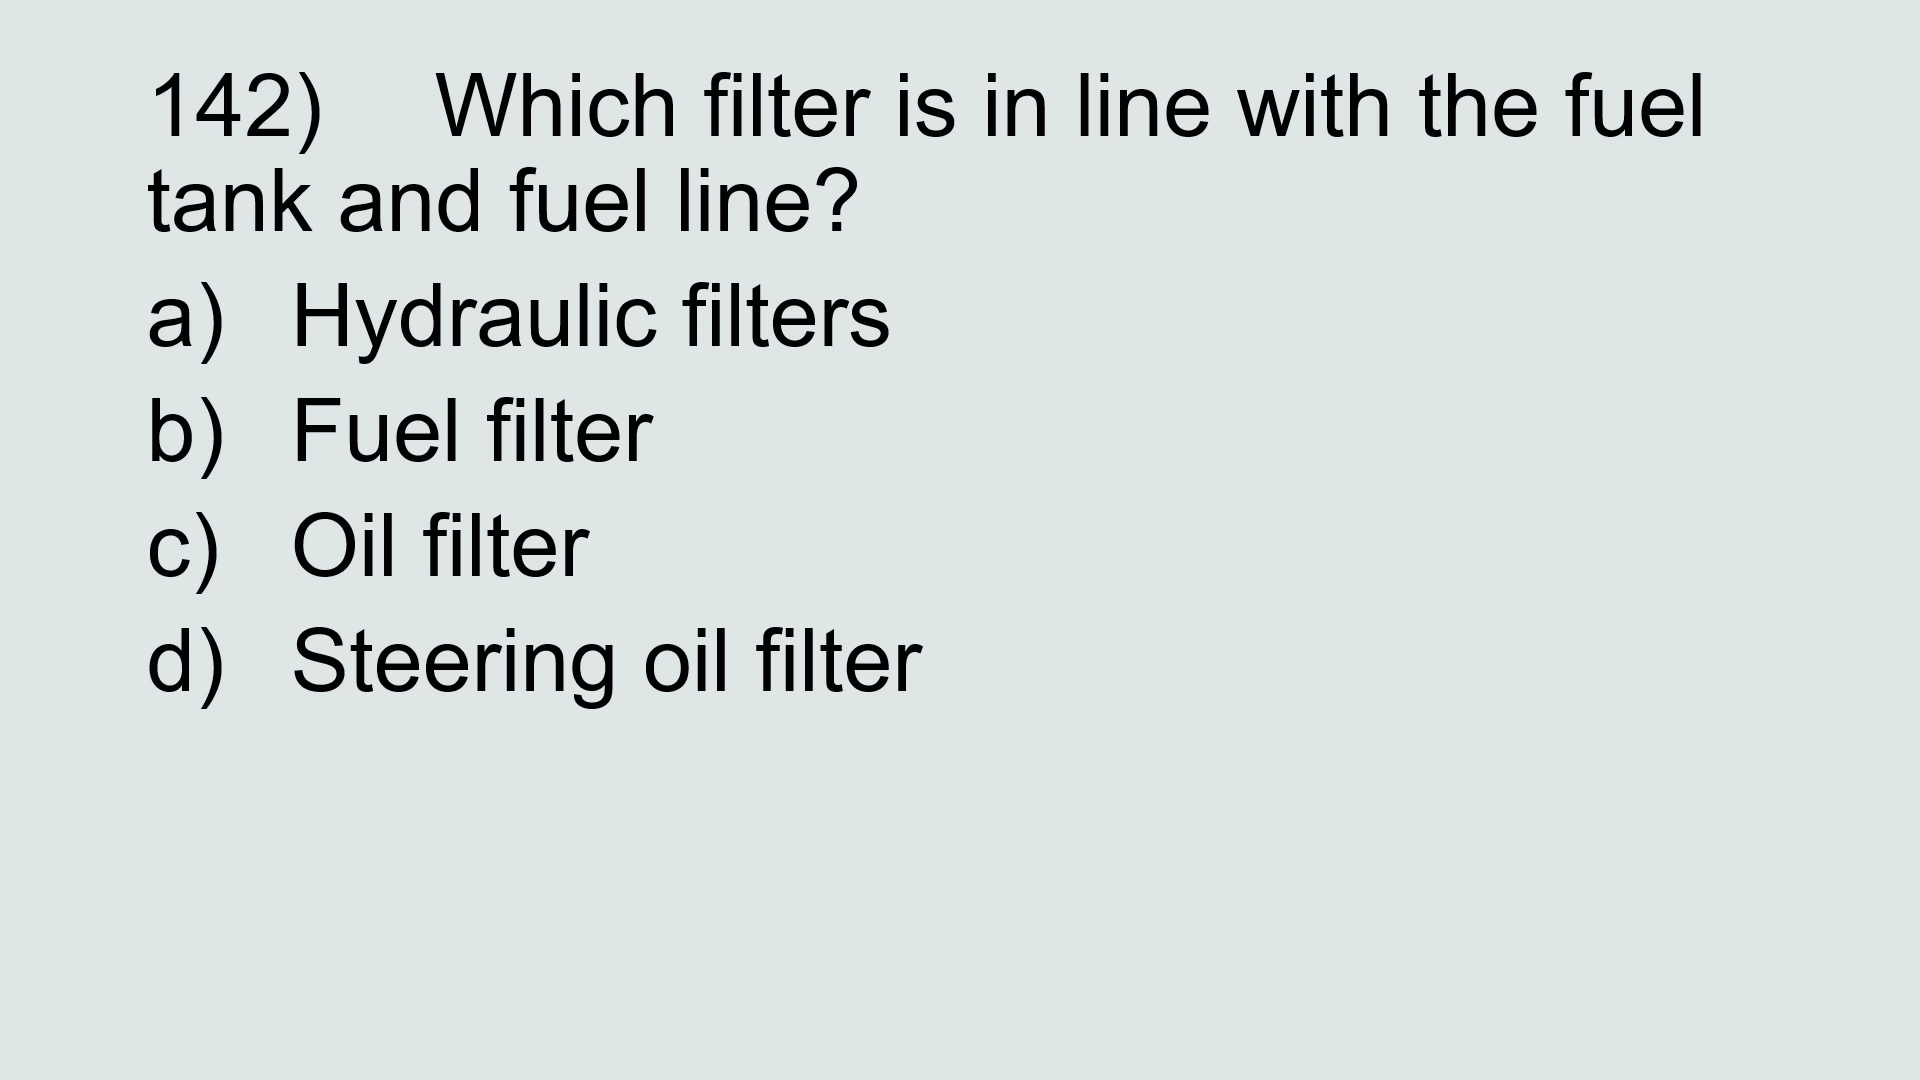 142) Which filter is in line with the fuel
tank and fuel line?
a) Hydraulic filters
b) Fuel filter
c) Oil filter
d) Steering oil filter